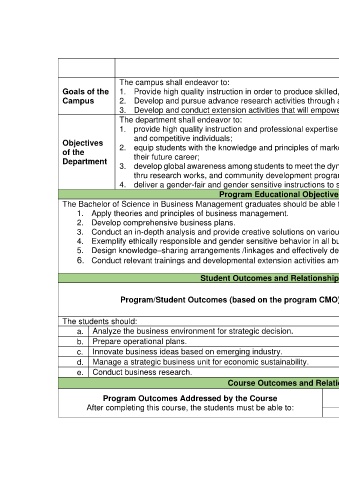 The campus shall endeavor to:
Goals of the Campus
1. Provide high quality instruction in order to produce skilled,
2. Develop and pursue advance research activities through
3. Develop and conduct extension activities that will empowe
The department shall endeavor to:
Objectives of the Department
1. provide high quality instruction and professional expertise
and competitive individuals;
2. equip students with the knowledge and principles of mark
their future career;
3. develop global awareness among students to meet the dyn
thru research works, and community development progra
4. deliver a gender-fair and gender sensitive instructions to s
Program Educational Objective
The Bachelor of Science in Business Management graduates should be able
1. Apply theories and principles of business management.
2. Develop comprehensive business plans.
3. Conduct an in-depth analysis and provide creative solutions on variou
4. Exemplify ethically responsible and gender sensitive behavior in all bu
5. Design knowledge–sharing arrangements /linkages and effectively de
6. Conduct relevant trainings and developmental extension activities am
Student Outcomes and Relationship
Program/Student Outcomes (based on the program CMO)
The students should:
a. Analyze the business environment for strategic decision.
b. Prepare operational plans.
c. Innovate business ideas based on emerging industry.
d. Manage a strategic business unit for economic sustainability.
e. Conduct business research.
Course Outcomes and Relati
Program Outcomes Addressed by the Course
After completing this course, the students must be able to: